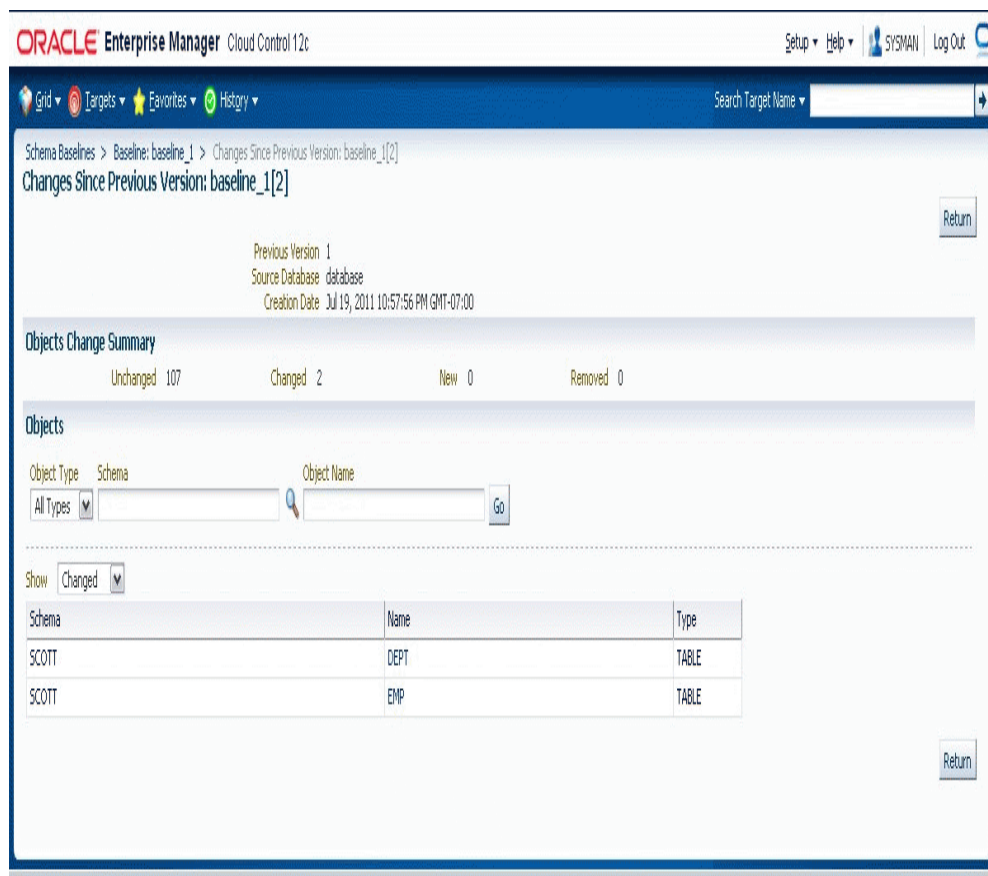 ORACLE Enterprise Manager Cloud Control 12c
Setup Help SYSMAN Log Out
Grid Targets Favorites History Search Target Name
Schema Baselines > Baseline: baseline_1 > Changes Since Previous Version: baseline_1[2]
Changes Since Previous Version: baseline_1[2]
Return
Previous Version 1
Source Database database
Creation Date Jul 19, 2011 10:57:56 PM GMT-07:00
Objects Change Summary
Unchanged 107 Changed 2 New 0 Removed 0
Objects
Object Type Schema Object Name
All Types Go
Show Changed
Schema Name Type
SCOTT DEPT TABLE
SCOTT EMP TABLE
Return